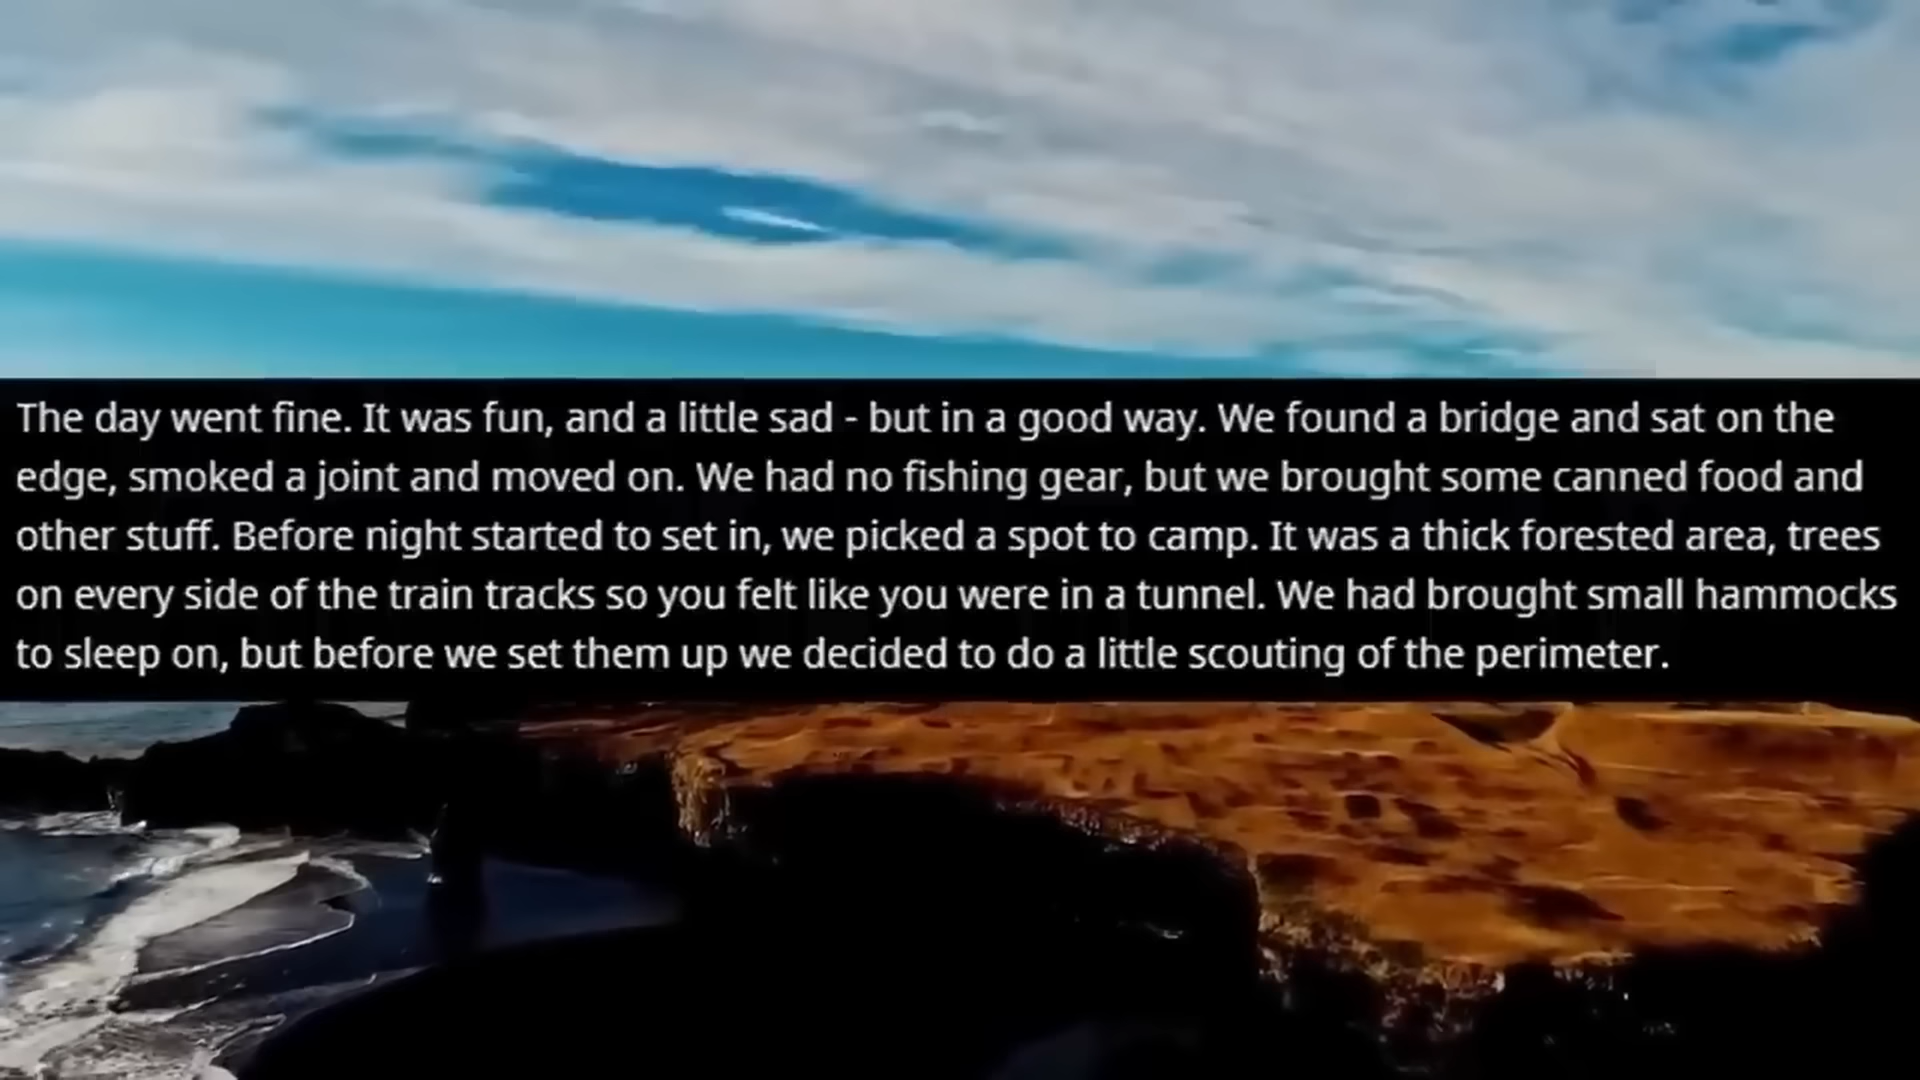 The day went fine. It was fun, and a little sad - but in a good way. We found a bridge and sat on the
edge, smoked a joint and moved on. We had no fishing gear, but we brought some canned food and
other stuff. Before night started to set in, we picked a spot to camp. It was a thick forested area, trees
on every side of the train tracks so you felt like you were in a tunnel. We had brought small hammocks
to sleep on, but before we set them up we decided to do a little scouting of the perimeter.